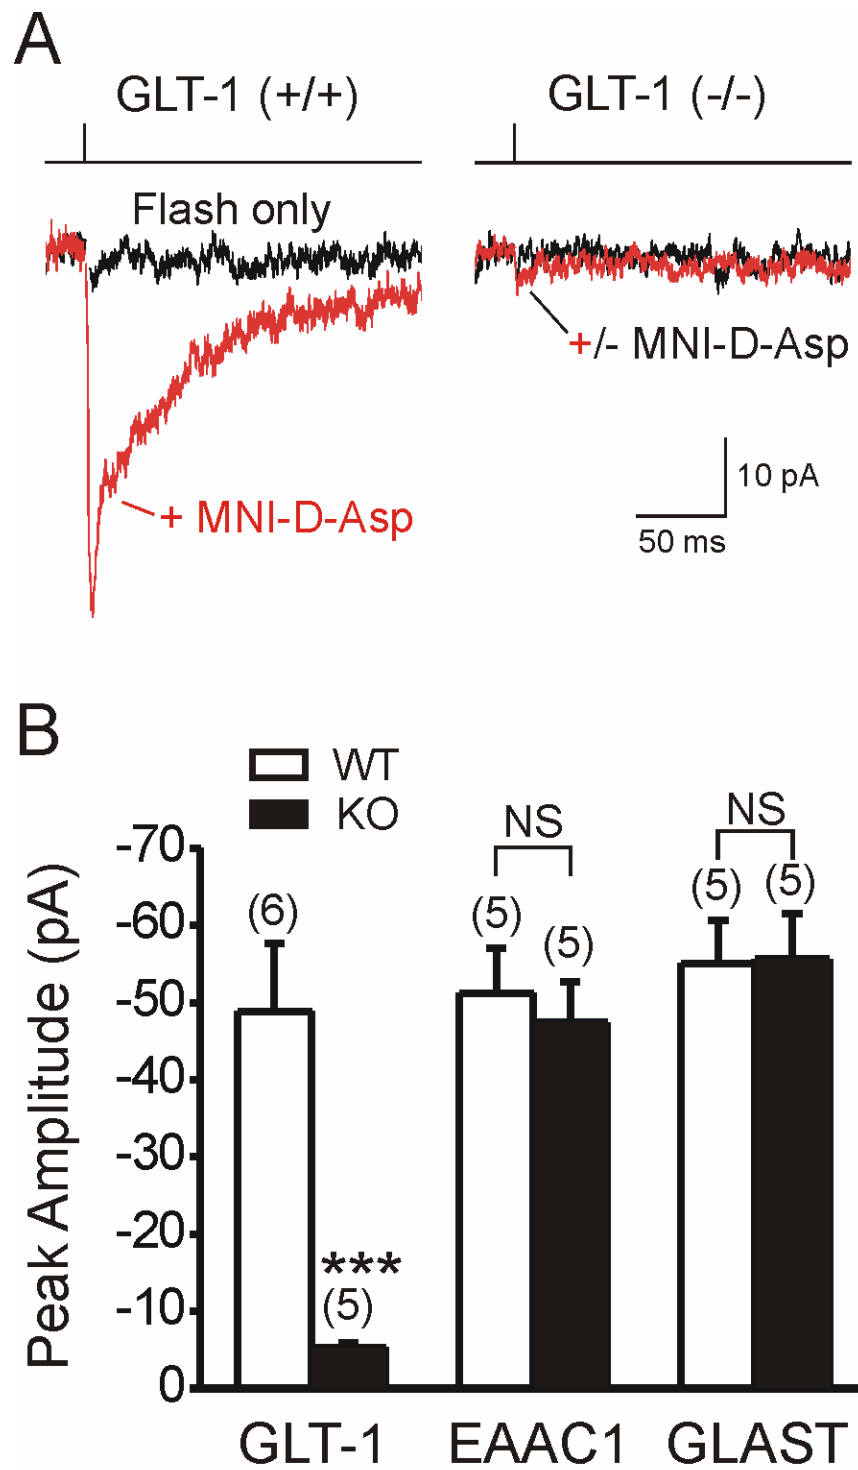 A
GLT-1 (+/+)
GLT-1 (-/-)
Flash only
+/- MNI-D-Asp
10 pA
+ MNI-D-Asp
50 ms
B
WT
KO
Peak Amplitude (pA)
-70
-60
-50
-40
-30
-20
-10
0
(6)
***
(5)
NS
(5)
(5)
NS
(5)
(5)
GLT-1
EAAC1
GLAST